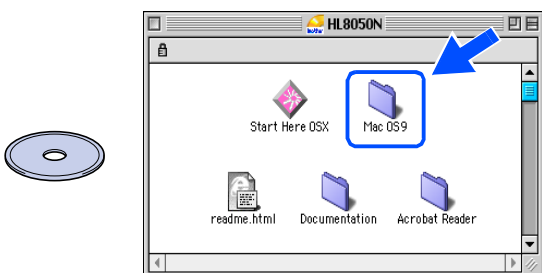 HL8050N
Start Here OSX
Mac OS9
readme.html
Documentation
Acrobat Reader